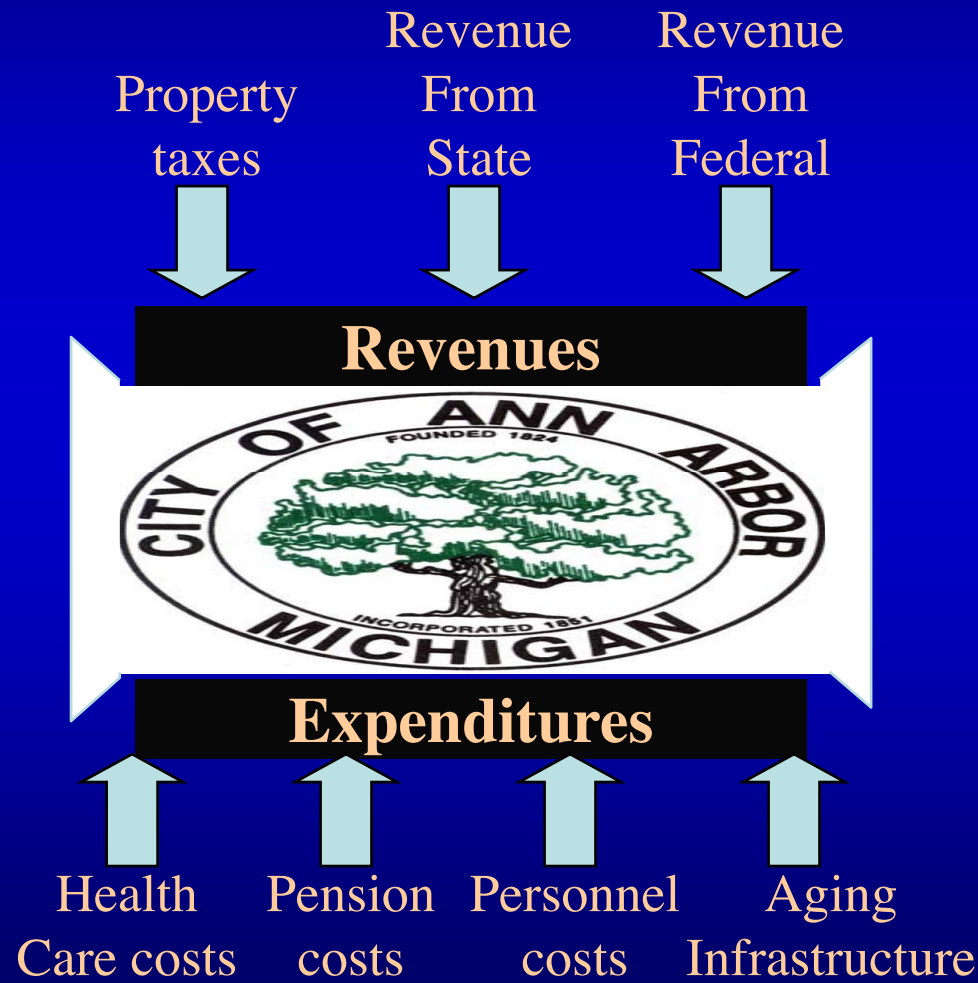 Property
taxes
Revenue
From
State
Revenue
From
Federal
Revenues
CITY OF ANN ARBOR
FOUNDED 1824
INCORPORATED 1851
MICHIGAN
Expenditures
Health
Care costs
Pension
costs
Personnel
costs
Aging
Infrastructure